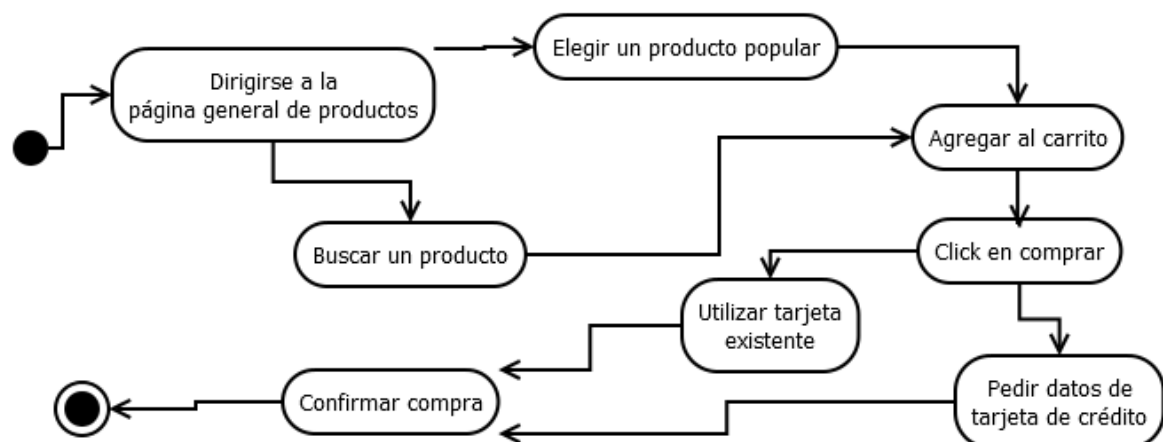 Elegir un producto popular
Dirigirse a la
página general de productos
Agregar al carrito
Buscar un producto
Click en comprar
Utilizar tarjeta
existente
Pedir datos de
tarjeta de crédito
Confirmar compra